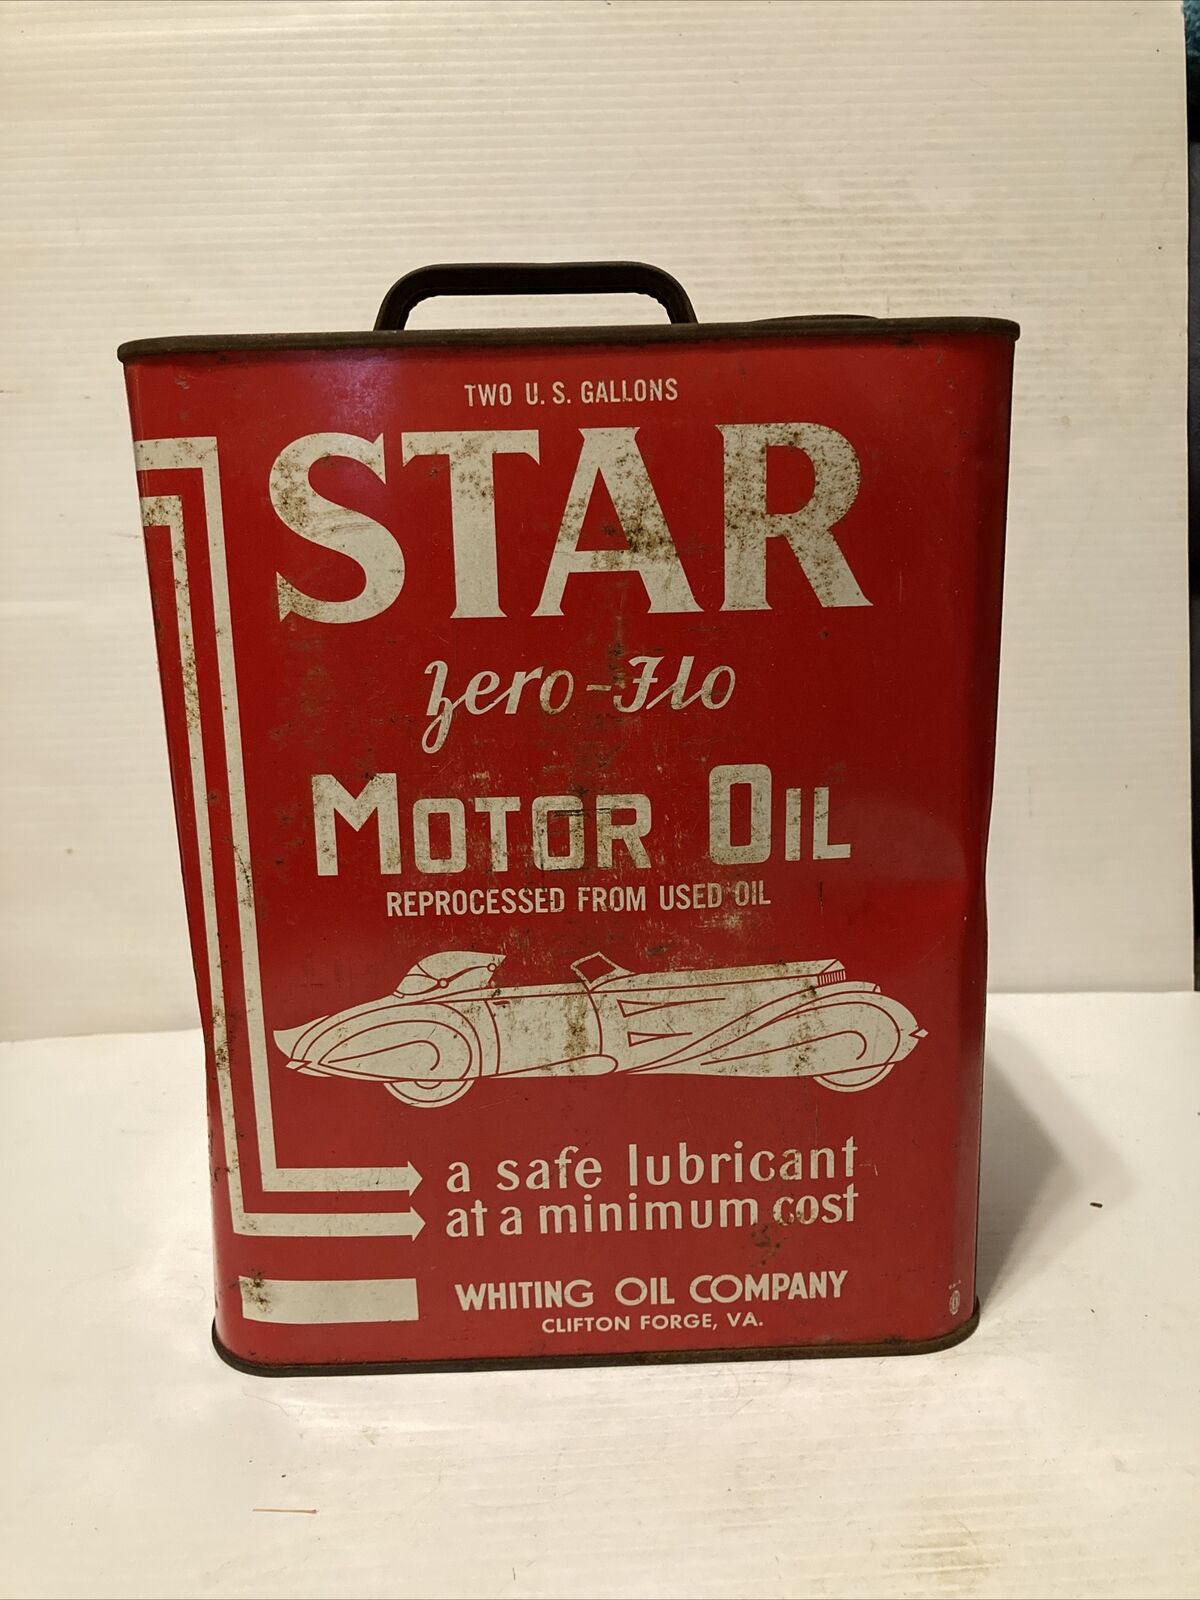 TWO U.S. GALLONS
STAR
Zero-Flo
MOTOR OIL
REPROCESSED FROM USED OIL
a safe lubricant
at a minimum cost
WHITING OIL COMPANY
CLIFTON FORGE, VA.